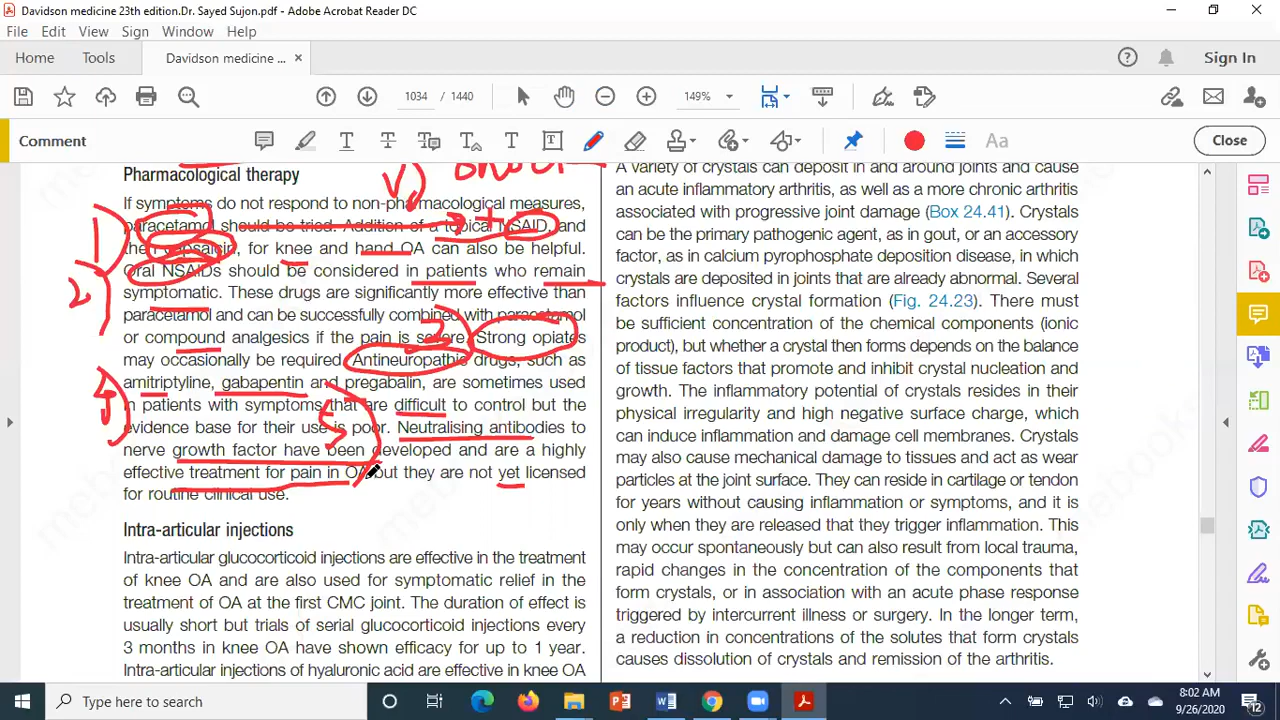 Davidson medicine 23th edition.Dr. Sayed Sujon.pdf - Adobe Acrobat Reader DC
File Edit View Sign Window Help
Home Tools Davidson medicine ... × Sign In
1034 / 1440 149%
Comment Close
Pharmacological therapy
If symptoms do not respond to non-pharmacological measures,
paracetamol should be tried. Addition of a topical NSAID, and
then capsaicin, for knee and hand OA can also be helpful.
Oral NSAIDs should be considered in patients who remain
symptomatic. These drugs are significantly more effective than
paracetamol and can be successfully combined with paracetamol
or compound analgesics if the pain is severe. Strong opiates
may occasionally be required. Antineuropathic drugs, such as
amitriptyline, gabapentin and pregabalin, are sometimes used
in patients with symptoms that are difficult to control but the
evidence base for their use is poor. Neutralising antibodies to
nerve growth factor have been developed and are a highly
effective treatment for pain in OA but they are not yet licensed
for routine clinical use.
1)
2)
3)
4)
5)
Intra-articular injections
Intra-articular glucocorticoid injections are effective in the treatment
of knee OA and are also used for symptomatic relief in the
treatment of OA at the first CMC joint. The duration of effect is
usually short but trials of serial glucocorticoid injections every
3 months in knee OA have shown efficacy for up to 1 year.
Intra-articular injections of hyaluronic acid are effective in knee OA
A variety of crystals can deposit in and around joints and cause
an acute inflammatory arthritis, as well as a more chronic arthritis
associated with progressive joint damage (Box 24.41). Crystals
can be the primary pathogenic agent, as in gout, or an accessory
factor, as in calcium pyrophosphate deposition disease, in which
crystals are deposited in joints that are already abnormal. Several
factors influence crystal formation (Fig. 24.23). There must
be sufficient concentration of the chemical components (ionic
product), but whether a crystal then forms depends on the balance
of tissue factors that promote and inhibit crystal nucleation and
growth. The inflammatory potential of crystals resides in their
physical irregularity and high negative surface charge, which
can induce inflammation and damage cell membranes. Crystals
may also cause mechanical damage to tissues and act as wear
particles at the joint surface. They can reside in cartilage or tendon
for years without causing inflammation or symptoms, and it is
only when they are released that they trigger inflammation. This
may occur spontaneously but can also result from local trauma,
rapid changes in the concentration of the components that
form crystals, or in association with an acute phase response
triggered by intercurrent illness or surgery. In the longer term,
a reduction in concentrations of the solutes that form crystals
causes dissolution of crystals and remission of the arthritis.
Type here to search
8:02 AM
9/26/2020
12